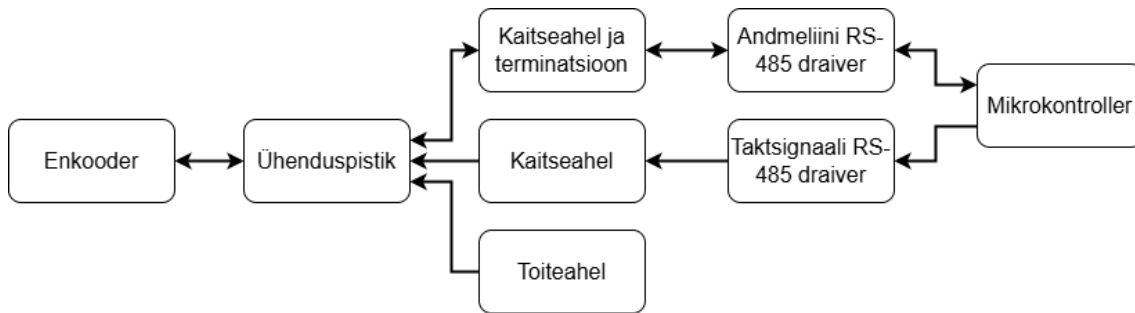 Enkooder
Ühenduspistik
Kaitseahel ja
terminatsioon
Kaitseahel
Toiteahel
Andmeliini RS-
485 draiver
Taktsignaali RS-
485 draiver
Mikrokontroller